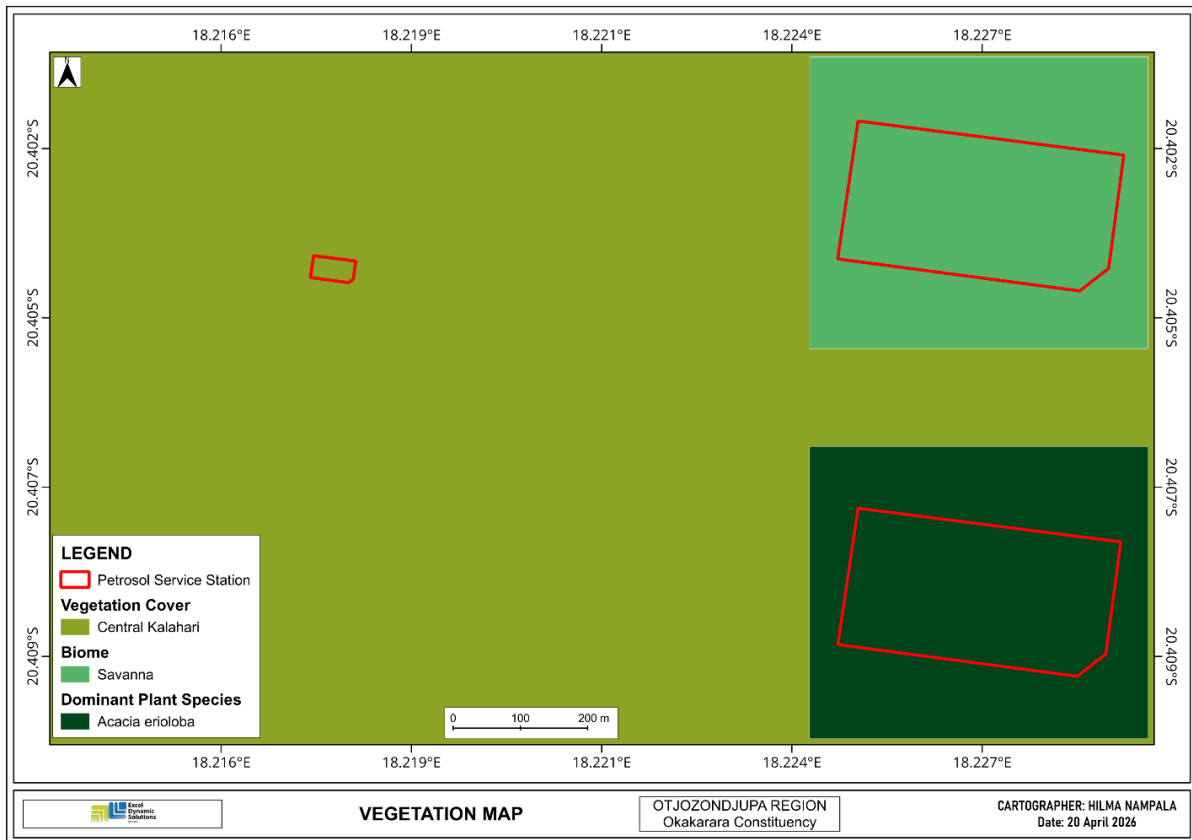 18.216°E 18.219°E 18.221°E 18.224°E 18.227°E
N
20.402°S 20.402°S
20.405°S 20.405°S
20.407°S 20.407°S
20.409°S 20.409°S
LEGEND
Petrosol Service Station
Vegetation Cover
Central Kalahari
Biome
Savanna
Dominant Plant Species
Acacia erioloba
0 100 200 m
18.216°E 18.219°E 18.221°E 18.224°E 18.227°E
Excel
Dynamic
Solutions
VEGETATION MAP
OTJOZONDJUPA REGION
Okakarara Constituency
CARTOGRAPHER: HILMA NAMPALA
Date: 20 April 2026